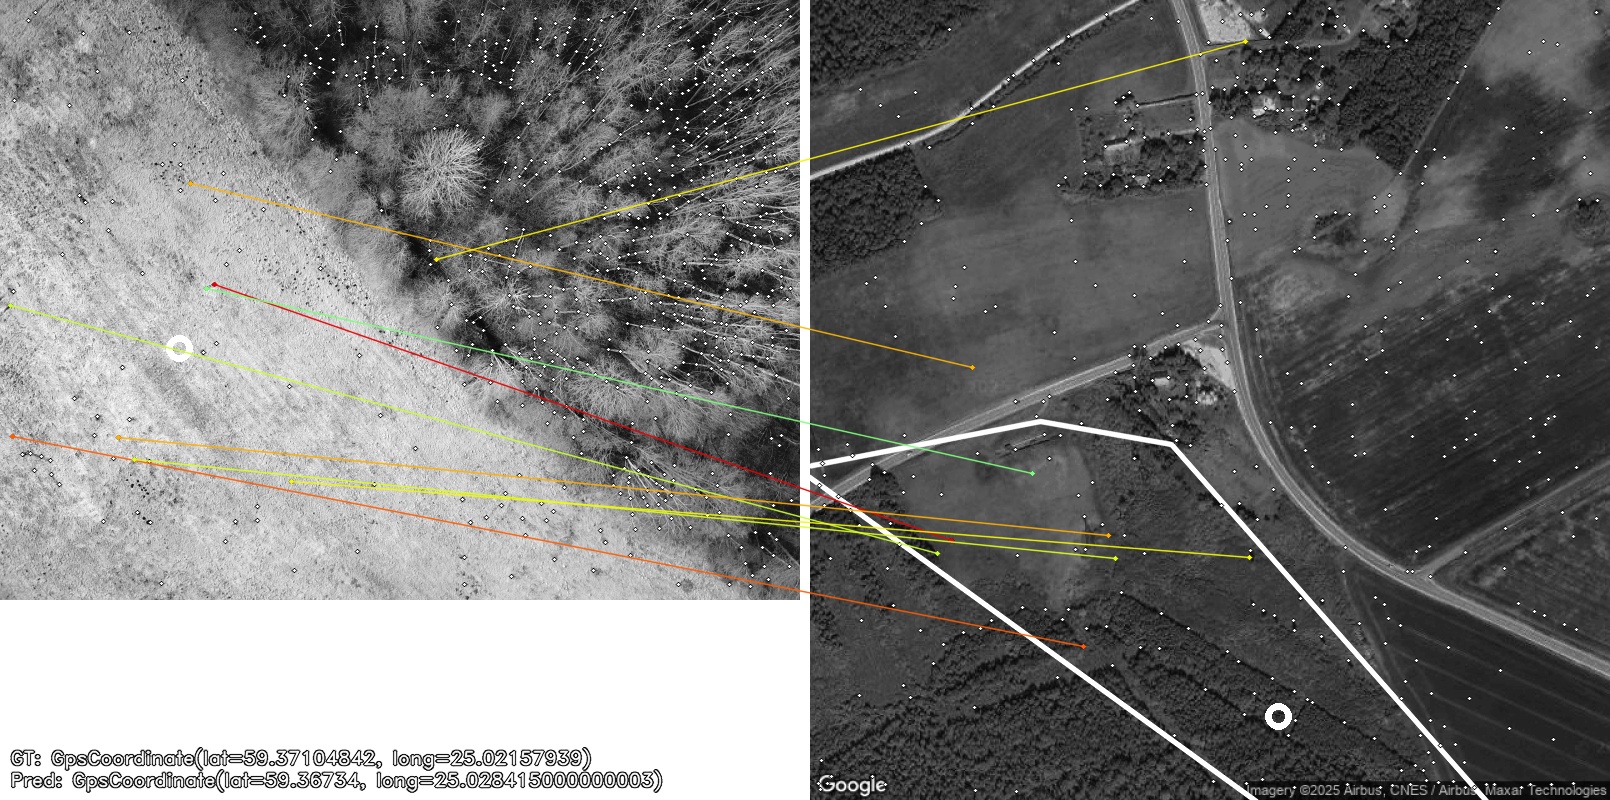 GT: GpsCoordinate(lat=59.37104842, long=25.02157939)
Pred: GpsCoordinate(lat=59.36734, long=25.028415000000003)
Google
Imagery ©2025 Airbus, CNES / Airbus, Maxar Technologies